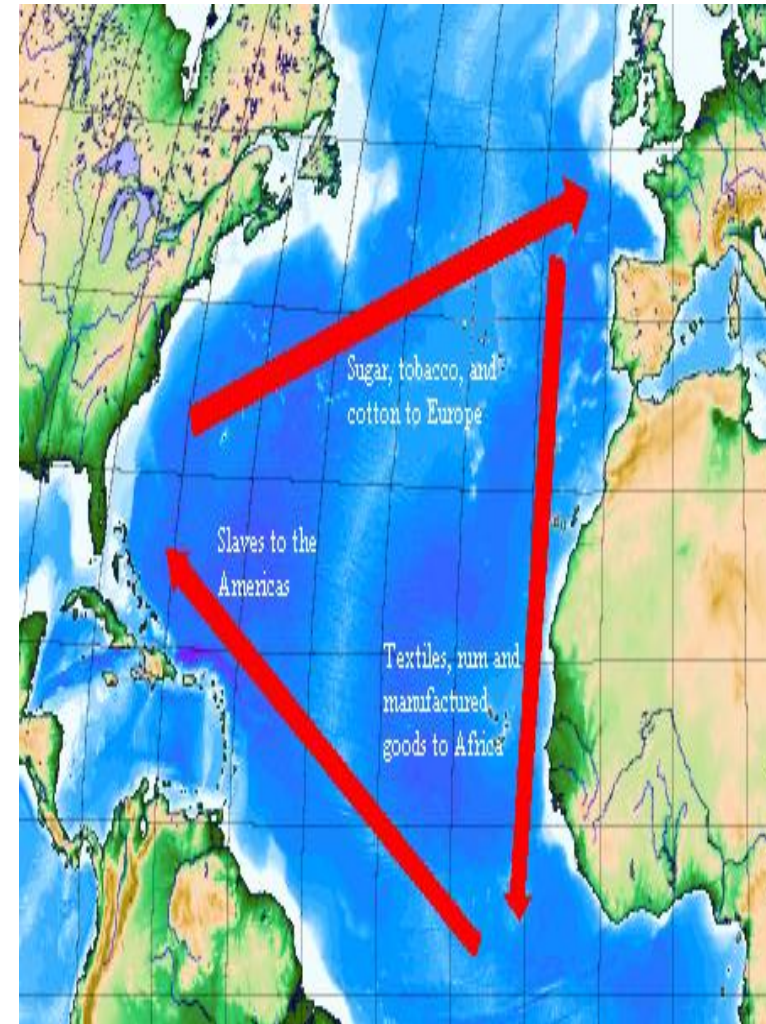 Sugar, tobacco, and
cotton to Europe
Slaves to the
Americas
Textiles, rum and
manufactured
goods to Africa